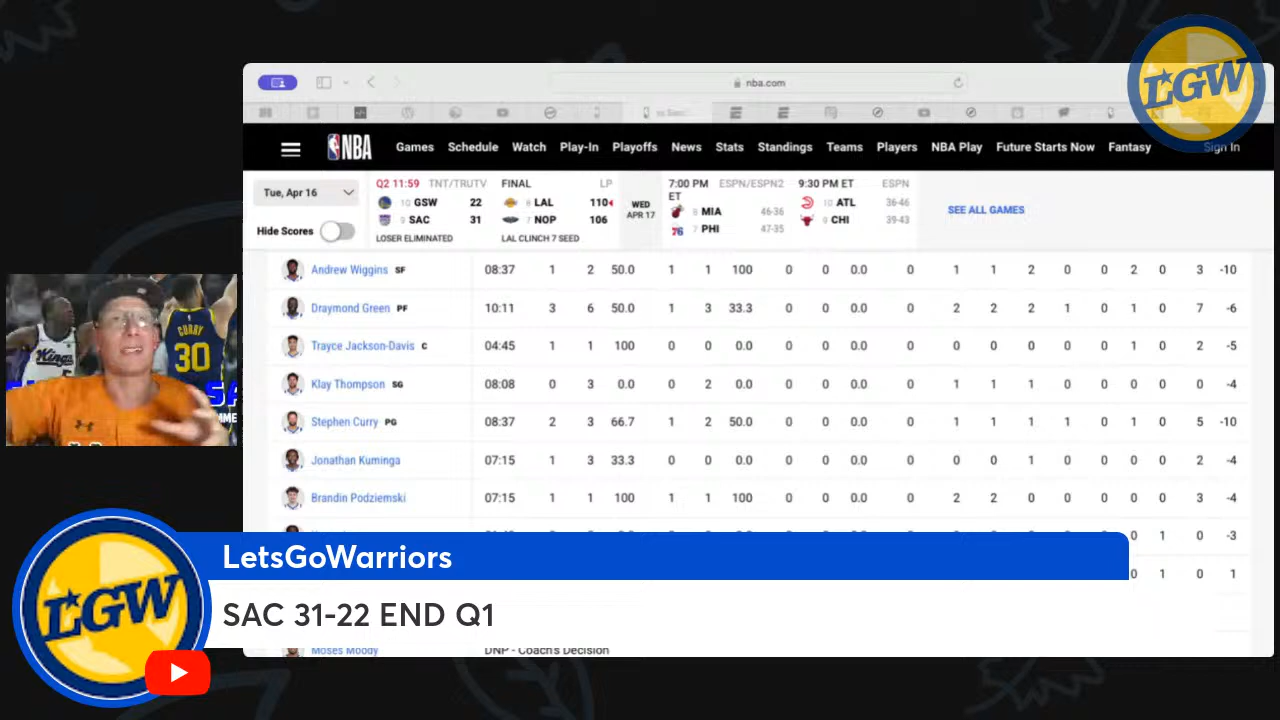 nba.com
LGW
NBA Games Schedule Watch Play-In Playoffs News Stats Standings Teams Players NBA Play Future Starts Now Fantasy Sign In
Tue, Apr 16
Hide Scores
Q2 11:59 TNT/TRUTV
10 GSW 22
9 SAC 31
LOSER ELIMINATED
FINAL LP
8 LAL 110
7 NOP 106
LAL CLINCH 7 SEED
WED
APR 17
7:00 PM ESPN/ESPN2
ET
8 MIA 46-36
7 PHI 47-35
9:30 PM ET ESPN
10 ATL 36-46
9 CHI 39-43
SEE ALL GAMES
Andrew Wiggins SF 08:37 1 2 50.0 1 1 100 0 0 0.0 0 1 1 2 0 0 2 0 3 -10
Draymond Green PF 10:11 3 6 50.0 1 3 33.3 0 0 0.0 0 2 2 2 1 0 1 0 7 -6
Trayce Jackson-Davis C 04:45 1 1 100 0 0 0.0 0 0 0.0 0 0 0 0 0 0 1 0 2 -5
Klay Thompson SG 08:08 0 3 0.0 0 2 0.0 0 0 0.0 0 1 1 1 0 0 0 0 0 -4
Stephen Curry PG 08:37 2 3 66.7 1 2 50.0 0 0 0.0 0 1 1 1 1 0 1 0 5 -10
Jonathan Kuminga 07:15 1 3 33.3 0 0 0.0 0 0 0.0 0 0 0 1 0 0 0 0 2 -4
Brandin Podziemski 07:15 1 1 100 1 1 100 0 0 0.0 0 2 2 0 0 0 0 0 3 -4
0 1 0 -3
0 1 0 1
Moses Moody DNP - Coach's Decision
Kings
CURRY
30
LGW
LetsGoWarriors
SAC 31-22 END Q1